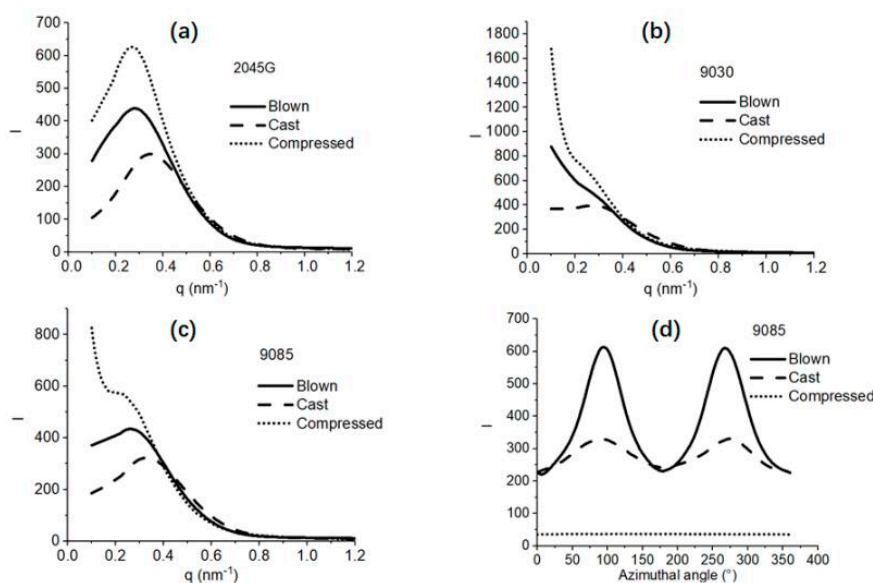 (a)
2045G
Blown
Cast
Compressed
I
700
600
500
400
300
200
100
0
0.0 0.2 0.4 0.6 0.8 1.0 1.2
q (nm-1)
(b)
9030
Blown
Cast
Compressed
I
1800
1600
1400
1200
1000
800
600
400
200
0
0.0 0.2 0.4 0.6 0.8 1.0 1.2
q (nm-1)
(c)
9085
Blown
Cast
Compressed
I
800
600
400
200
0
0.0 0.2 0.4 0.6 0.8 1.0 1.2
q (nm-1)
(d)
9085
Blown
Cast
Compressed
I
700
600
500
400
300
200
100
0
0 50 100 150 200 250 300 350 400
Azimuthal angle (°)